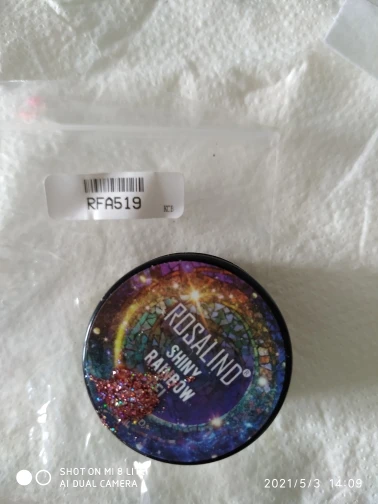 RFA519
ROSALIND®
SHINY
RAINBOW
SHOT ON MI 8 LITE
AI DUAL CAMERA
2021/5/3 14:09